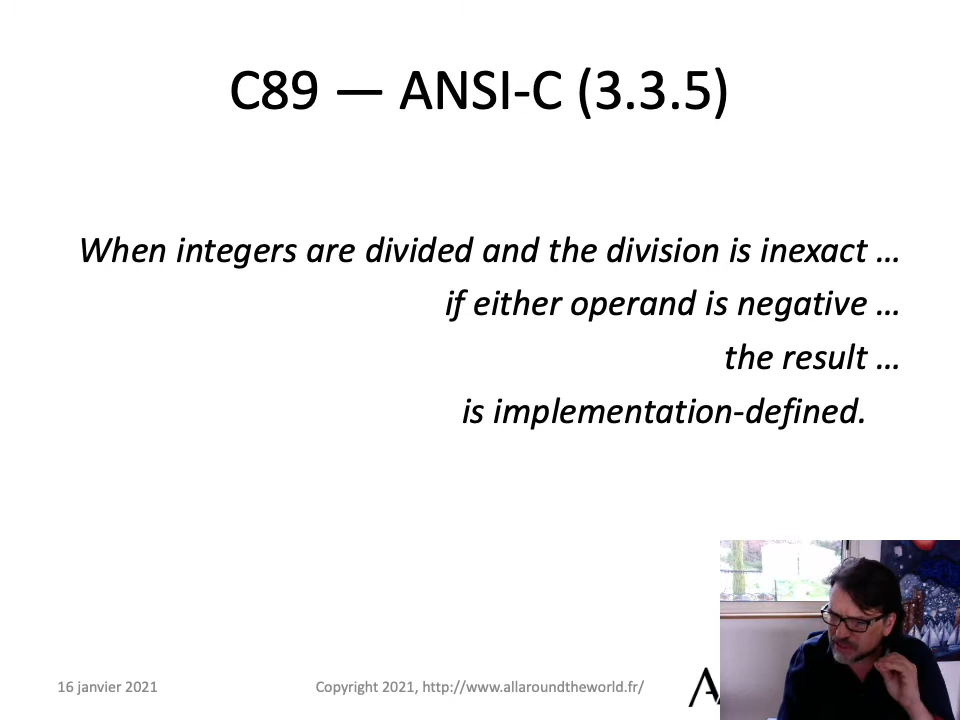 C89 — ANSI-C (3.3.5)
When integers are divided and the division is inexact …
if either operand is negative …
the result …
is implementation-defined.
16 janvier 2021
Copyright 2021, http://www.allaroundtheworld.fr/